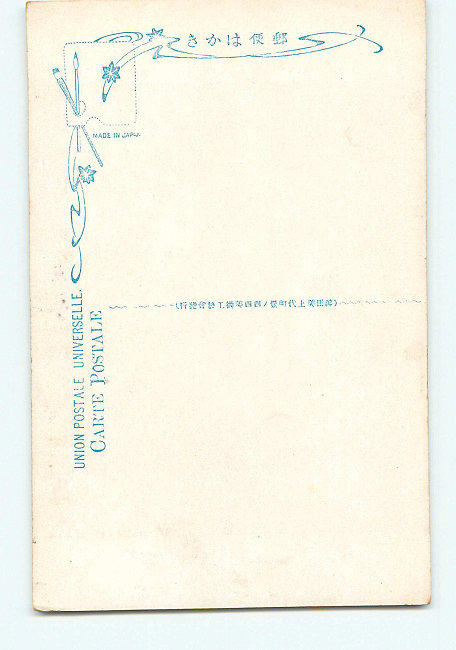 郵便はかき
MADE IN JAPAN.
UNION POSTALE UNIVERSELLE.
CARTE POSTALE